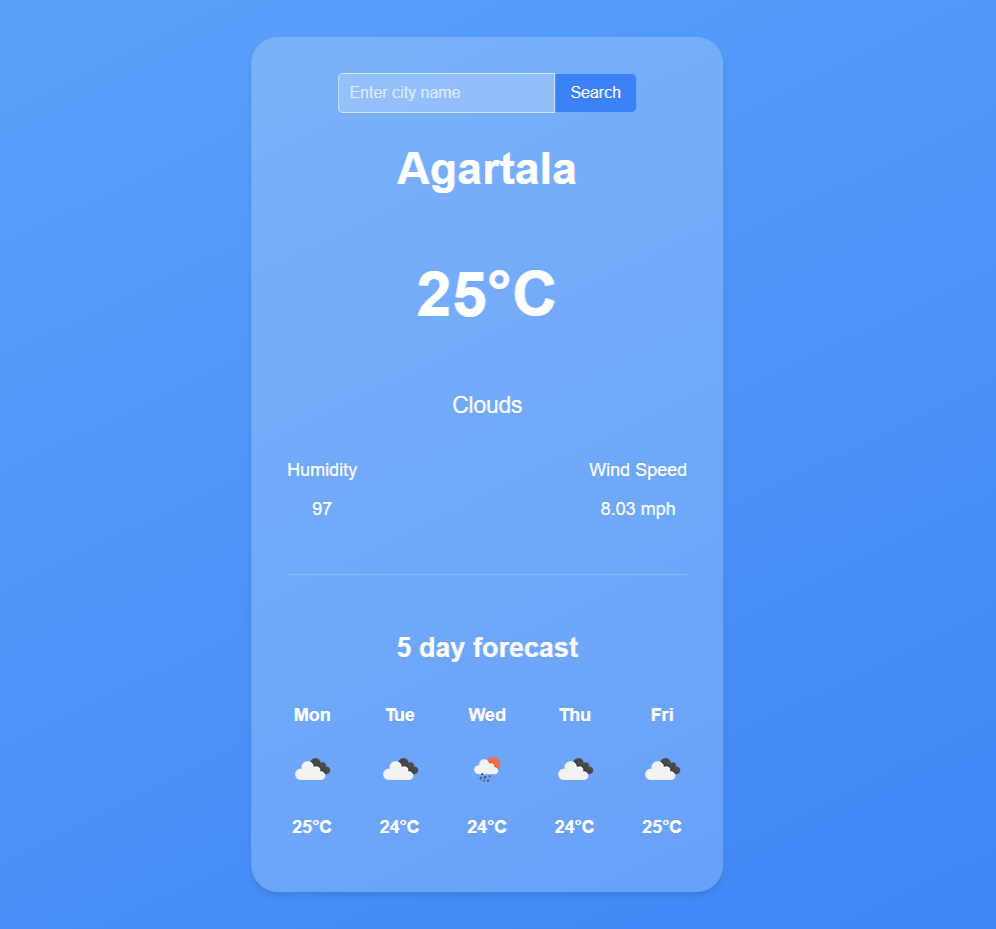 Enter city name Search
Agartala
25°C
Clouds
Humidity Wind Speed
97 8.03 mph
5 day forecast
Mon Tue Wed Thu Fri
25°C 24°C 24°C 24°C 25°C